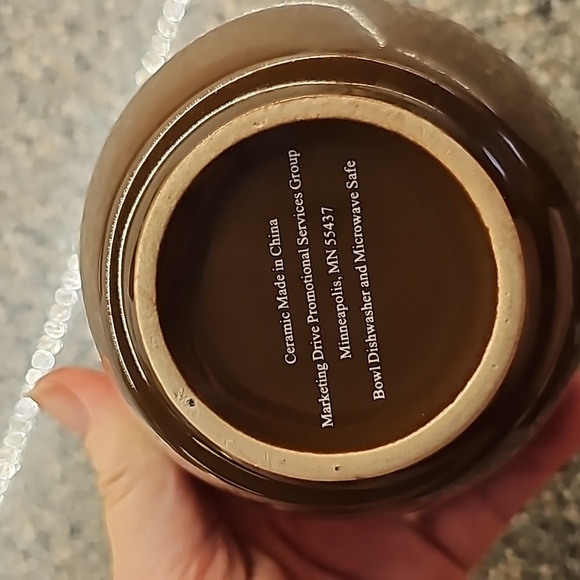 Ceramic Made in China
Marketing Drive Promotional Services Group
Minneapolis, MN 55437
Bowl Dishwasher and Microwave Safe